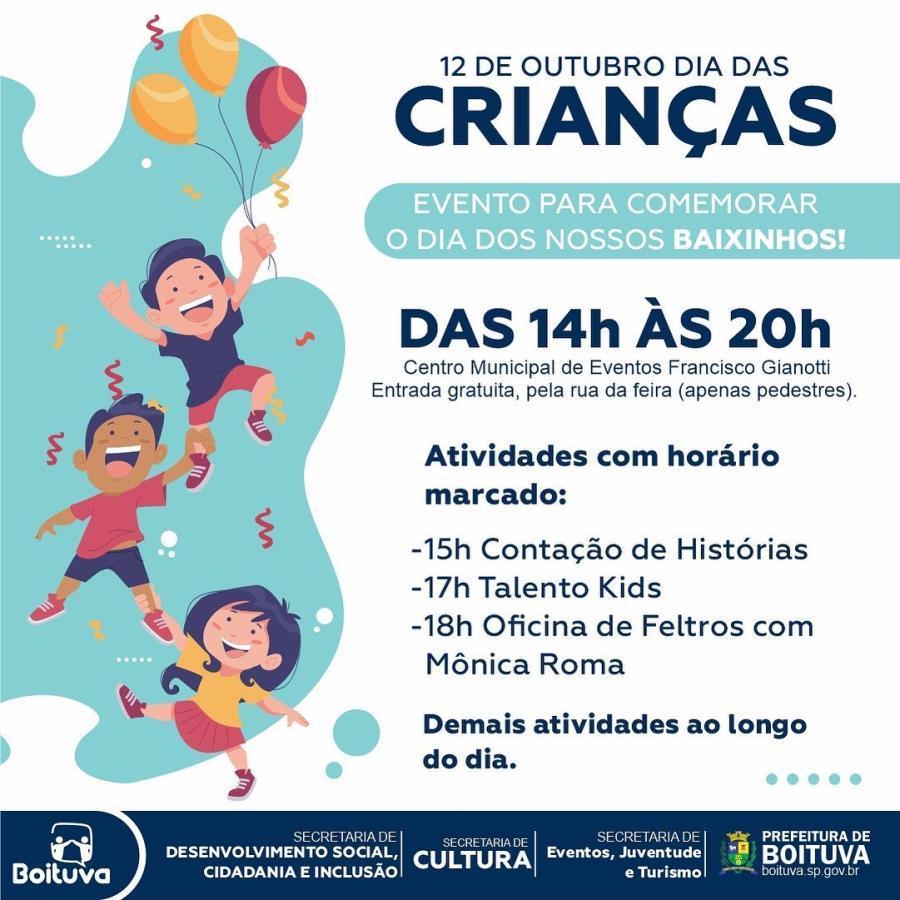 12 DE OUTUBRO DIA DAS
CRIANÇAS
EVENTO PARA COMEMORAR
O DIA DOS NOSSOS BAIXINHOS!
DAS 14h ÀS 20h
Centro Municipal de Eventos Francisco Gianotti
Entrada gratuita, pela rua da feira (apenas pedestres).
Atividades com horário
marcado:
-15h Contação de Histórias
-17h Talento Kids
-18h Oficina de Feltros com
Mônica Roma
Demais atividades ao longo
do dia.
Boituva
SECRETARIA DE
DESENVOLVIMENTO SOCIAL,
CIDADANIA E INCLUSÃO
SECRETARIA DE
CULTURA
SECRETARIA DE
Eventos, Juventude
e Turismo
PREFEITURA DE
BOITUVA
boituva.sp.gov.br